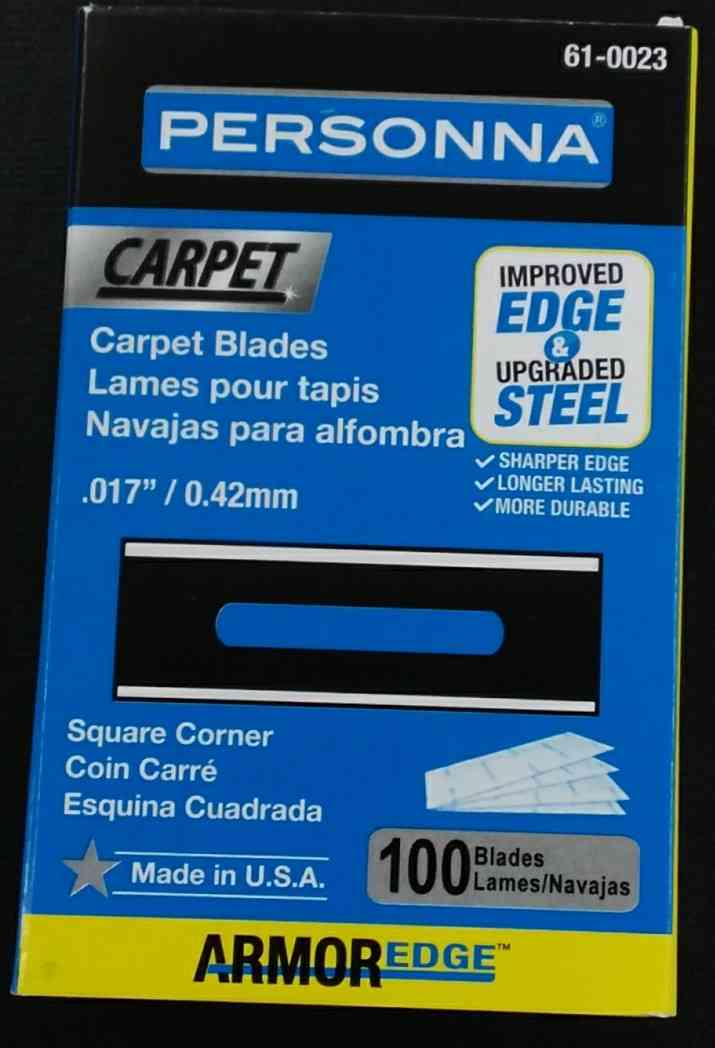 61-0023
PERSONNA®
CARPET
Carpet Blades
Lames pour tapis
Navajas para alfombra
.017” / 0.42mm
IMPROVED
EDGE
&
UPGRADED
STEEL
✓ SHARPER EDGE
✓ LONGER LASTING
✓ MORE DURABLE
Square Corner
Coin Carré
Esquina Cuadrada
Made in U.S.A.
100 Blades
Lames/Navajas
ARMOREDGE™